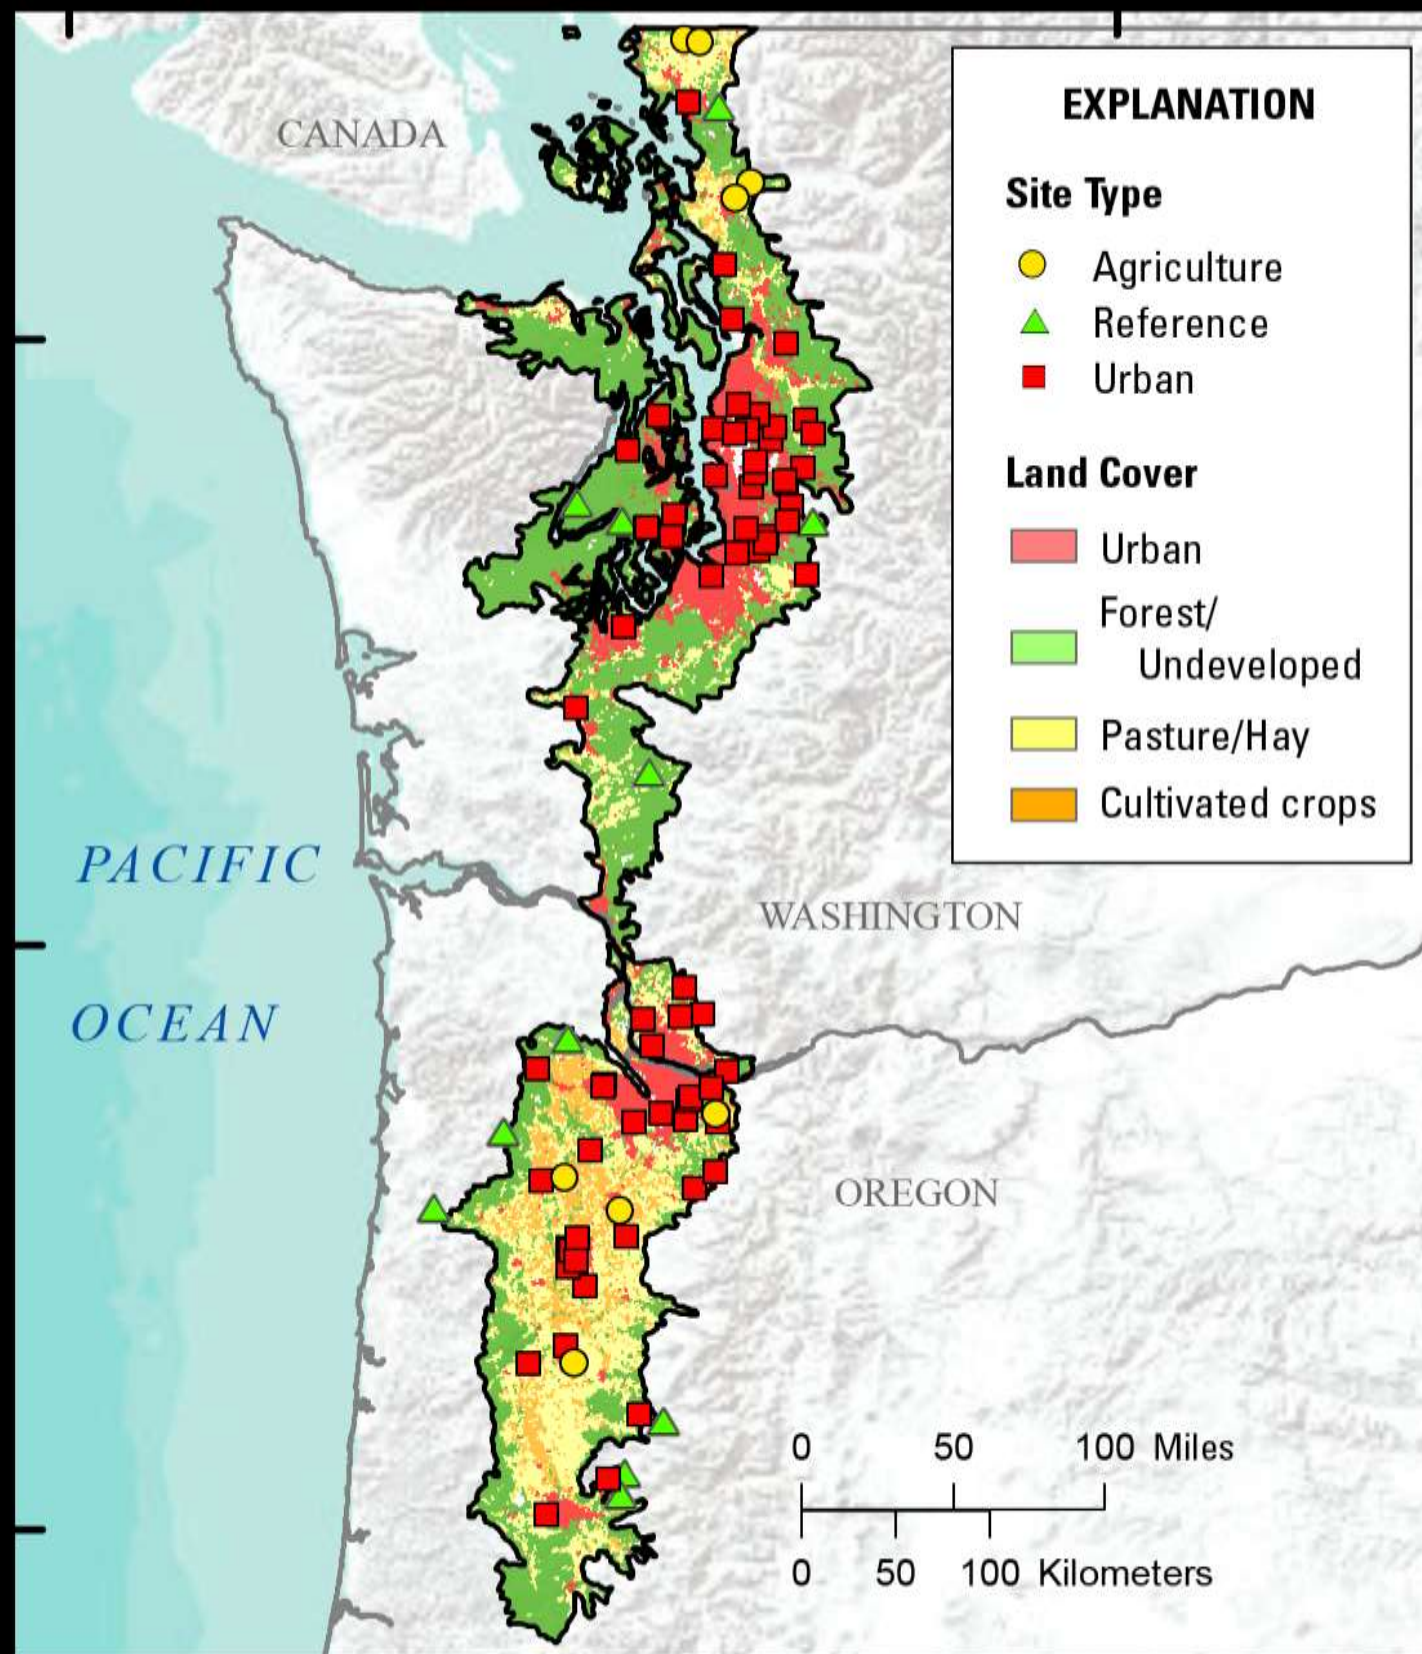 CANADA
EXPLANATION
Site Type
Agriculture
Reference
Urban
Land Cover
Urban
Forest/
Undeveloped
Pasture/Hay
Cultivated crops
PACIFIC
OCEAN
WASHINGTON
OREGON
0 50 100 Miles
0 50 100 Kilometers